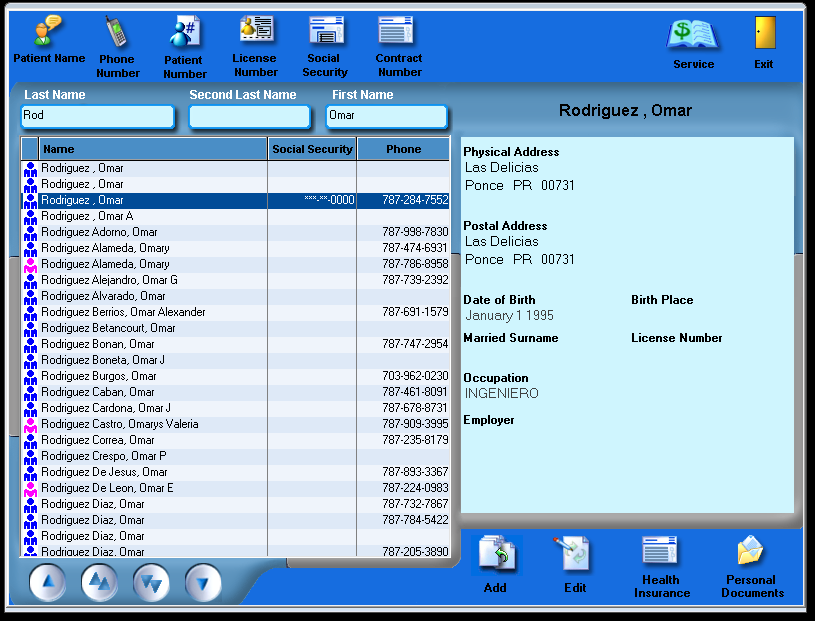 Patient Name
Phone Number
Patient Number
License Number
Social Security
Contract Number
Service
Exit
Last Name Second Last Name First Name
Rod Omar
Rodriguez , Omar
Name Social Security Phone
Rodriguez , Omar
Rodriguez , Omar
Rodriguez , Omar ***-**-0000 787-284-7552
Rodriguez , Omar A
Rodriguez Adorno, Omar 787-998-7830
Rodriguez Alameda, Omary 787-474-6931
Rodriguez Alameda, Omary 787-786-8958
Rodriguez Alejandro, Omar G 787-739-2392
Rodriguez Alvarado, Omar
Rodriguez Berrios, Omar Alexander 787-691-1579
Rodriguez Betancourt, Omar
Rodriguez Bonan, Omar 787-747-2954
Rodriguez Boneta, Omar J
Rodriguez Burgos, Omar 703-962-0230
Rodriguez Caban, Omar 787-461-8091
Rodriguez Cardona, Omar J 787-678-8731
Rodriguez Castro, Omarys Valeria 787-909-3995
Rodriguez Correa, Omar 787-235-8179
Rodriguez Crespo, Omar P
Rodriguez De Jesus, Omar 787-893-3367
Rodriguez De Leon, Omar E 787-224-0983
Rodriguez Diaz, Omar 787-732-7867
Rodriguez Diaz, Omar 787-784-5422
Rodriguez Diaz, Omar
Rodriguez Diaz, Omar 787-205-3890
Physical Address
Las Delicias
Ponce PR 00731
Postal Address
Las Delicias
Ponce PR 00731
Date of Birth Birth Place
January 1 1995
Married Surname License Number
Occupation
INGENIERO
Employer
Add
Edit
Health Insurance
Personal Documents